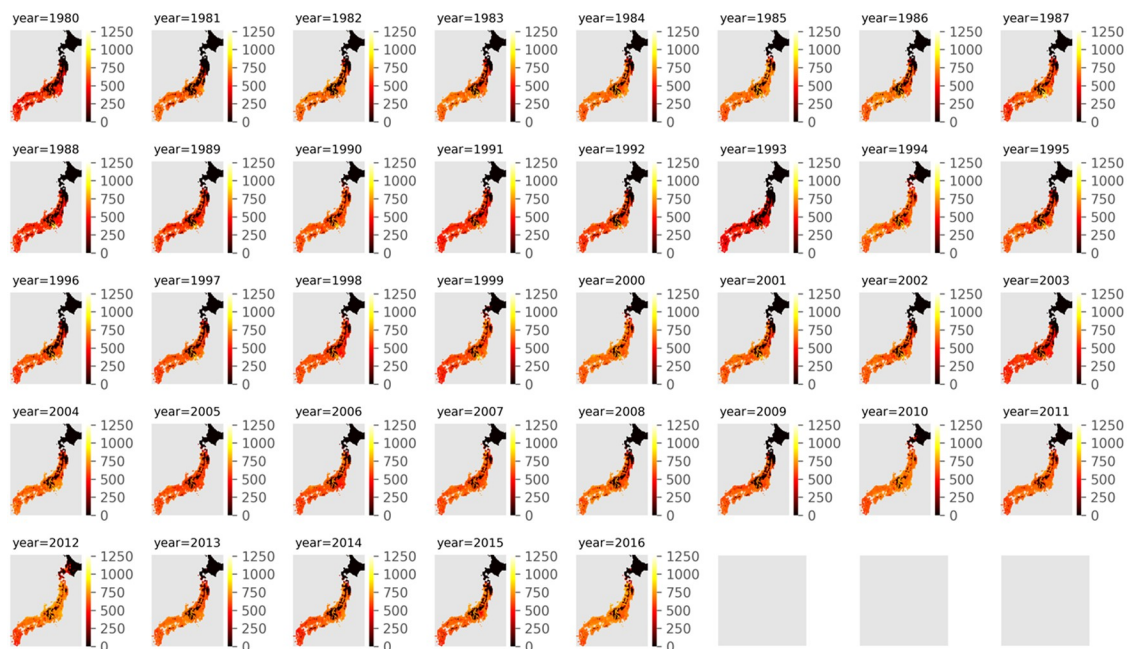 year=1980 year=1981 year=1982 year=1983 year=1984 year=1985 year=1986 year=1987
1250 1250 1250 1250 1250 1250 1250 1250
1000 1000 1000 1000 1000 1000 1000 1000
750 750 750 750 750 750 750 750
500 500 500 500 500 500 500 500
250 250 250 250 250 250 250 250
0 0 0 0 0 0 0 0
year=1988 year=1989 year=1990 year=1991 year=1992 year=1993 year=1994 year=1995
1250 1250 1250 1250 1250 1250 1250 1250
1000 1000 1000 1000 1000 1000 1000 1000
750 750 750 750 750 750 750 750
500 500 500 500 500 500 500 500
250 250 250 250 250 250 250 250
0 0 0 0 0 0 0 0
year=1996 year=1997 year=1998 year=1999 year=2000 year=2001 year=2002 year=2003
1250 1250 1250 1250 1250 1250 1250 1250
1000 1000 1000 1000 1000 1000 1000 1000
750 750 750 750 750 750 750 750
500 500 500 500 500 500 500 500
250 250 250 250 250 250 250 250
0 0 0 0 0 0 0 0
year=2004 year=2005 year=2006 year=2007 year=2008 year=2009 year=2010 year=2011
1250 1250 1250 1250 1250 1250 1250 1250
1000 1000 1000 1000 1000 1000 1000 1000
750 750 750 750 750 750 750 750
500 500 500 500 500 500 500 500
250 250 250 250 250 250 250 250
0 0 0 0 0 0 0 0
year=2012 year=2013 year=2014 year=2015 year=2016
1250 1250 1250 1250 1250
1000 1000 1000 1000 1000
750 750 750 750 750
500 500 500 500 500
250 250 250 250 250
0 0 0 0 0